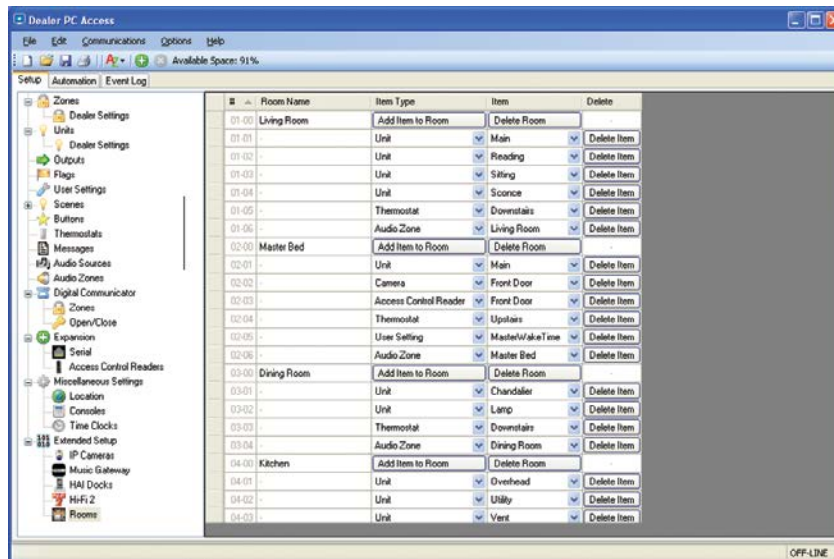 Dealer PC Access
File Edit Communications Options Help
Available Space: 91%
Setup Automation Event Log
Zones
Dealer Settings
Units
Dealer Settings
Outputs
Flags
User Settings
Scenes
Buttons
Thermostats
Messages
Audio Sources
Audio Zones
Digital Communicator
Zones
Open/Close
Expansion
Serial
Access Control Readers
Miscellaneous Settings
Location
Consoles
Time Clocks
Extended Setup
IP Cameras
Music Gateway
HAI Docks
Hi-Fi 2
Rooms
# Room Name Item Type Item Delete
01-00 Living Room Add Item to Room Delete Room -
01-01 - Unit Main Delete Item
01-02 - Unit Reading Delete Item
01-03 - Unit Sitting Delete Item
01-04 - Unit Sconce Delete Item
01-05 - Thermostat Downstairs Delete Item
01-06 - Audio Zone Living Room Delete Item
02-00 Master Bed Add Item to Room Delete Room -
02-01 - Unit Main Delete Item
02-02 - Camera Front Door Delete Item
02-03 - Access Control Reader Front Door Delete Item
02-04 - Thermostat Upstairs Delete Item
02-05 - User Setting MasterWakeTime Delete Item
02-06 - Audio Zone Master Bed Delete Item
03-00 Dining Room Add Item to Room Delete Room -
03-01 - Unit Chandalier Delete Item
03-02 - Unit Lamp Delete Item
03-03 - Thermostat Downstairs Delete Item
03-04 - Audio Zone Dining Room Delete Item
04-00 Kitchen Add Item to Room Delete Room -
04-01 - Unit Overhead Delete Item
04-02 - Unit Utility Delete Item
04-03 - Unit Vent Delete Item
OFF-LINE